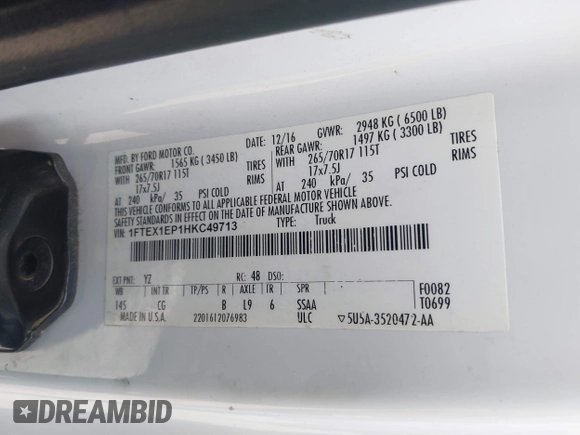 MFD. BY FORD MOTOR CO.
DATE: 12/16 GVWR: 2948 KG ( 6500 LB)
FRONT GAWR: 1565 KG ( 3450 LB) REAR GAWR: 1497 KG ( 3300 LB)
WITH 265/70R17 115T TIRES WITH 265/70R17 115T TIRES
17x7.5J RIMS 17x7.5J RIMS
AT 240 kPa/ 35 PSI COLD AT 240 kPa/ 35 PSI COLD
THIS VEHICLE CONFORMS TO ALL APPLICABLE FEDERAL MOTOR VEHICLE
SAFETY STANDARDS IN EFFECT ON THE DATE OF MANUFACTURE SHOWN ABOVE.
VIN: 1FTEX1EP1HKC49713 TYPE: Truck
EXT PNT: YZ RC: 48 DSO:
WB INT TR TP/PS R AXLE TR SPR F0082
145 CG B L9 6 SSAA T0699
MADE IN U.S.A. 2201612076983 ULC ▽5U5A-3520472-AA
DREAMBID